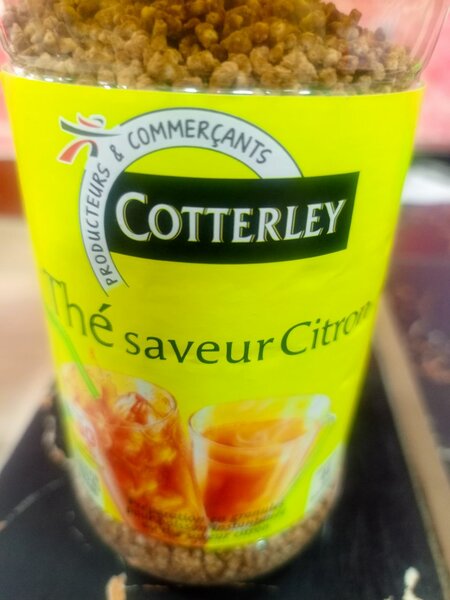 PRODUCTEURS & COMMERÇANTS
COTTERLEY
Thé saveur Citron